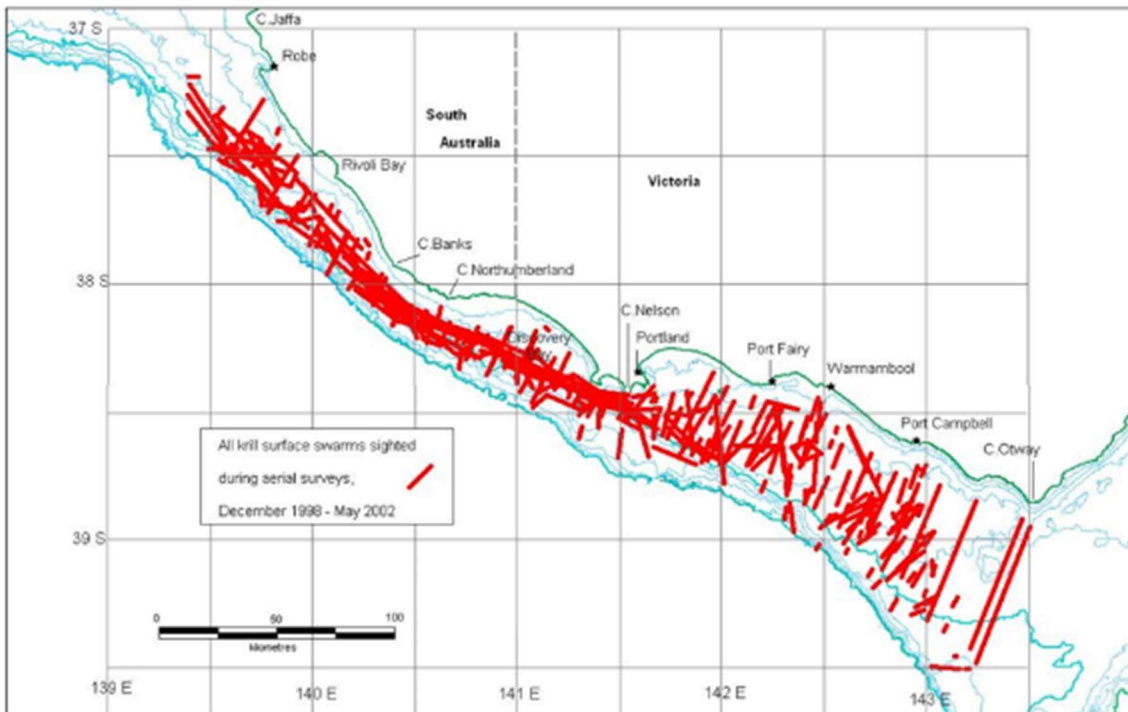 C.Jaffa
37 S
Robe
South
Australia
Rivoli Bay
Victoria
C.Banks
C.Northumberland
38 S
C.Nelson
Discovery
Bay
Portland
Port Fairy
Warrnambool
Port Campbell
C.Otway
All krill surface swarms sighted
during aerial surveys,
December 1998 - May 2002
39 S
0 50 100
kilometres
139 E 140 E 141 E 142 E 143 E